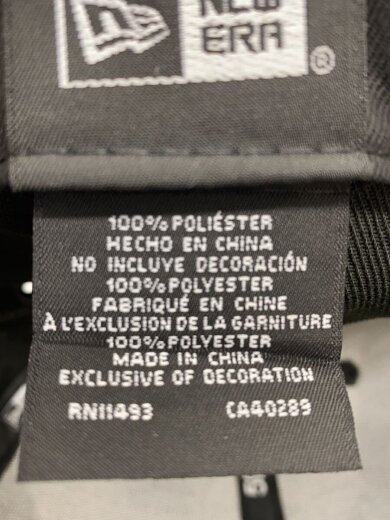 NEW
ERA
®
100% POLIÉSTER
HECHO EN CHINA
NO INCLUYE DECORACIÓN
100% POLYESTER
FABRIQUÉ EN CHINE
À L'EXCLUSION DE LA GARNITURE
100% POLYESTER
MADE IN CHINA
EXCLUSIVE OF DECORATION
RN11493 CA40289